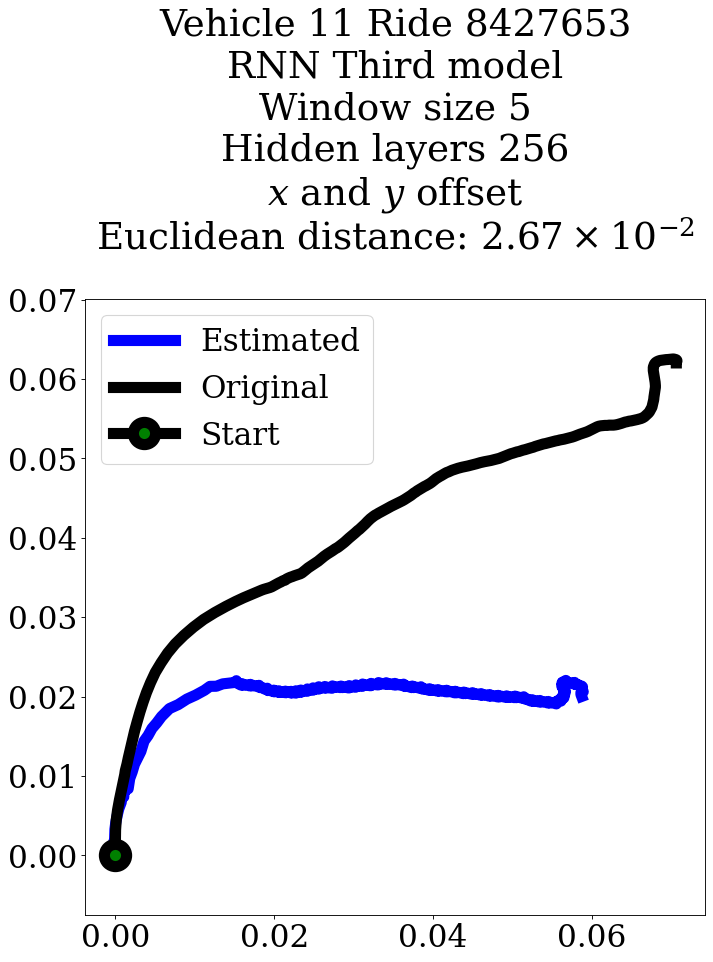 Vehicle 11 Ride 8427653
RNN Third model
Window size 5
Hidden layers 256
x and y offset
Euclidean distance: 2.67 × 10⁻²
0.07
0.06
0.05
0.04
0.03
0.02
0.01
0.00
Estimated
Original
Start
0.00 0.02 0.04 0.06